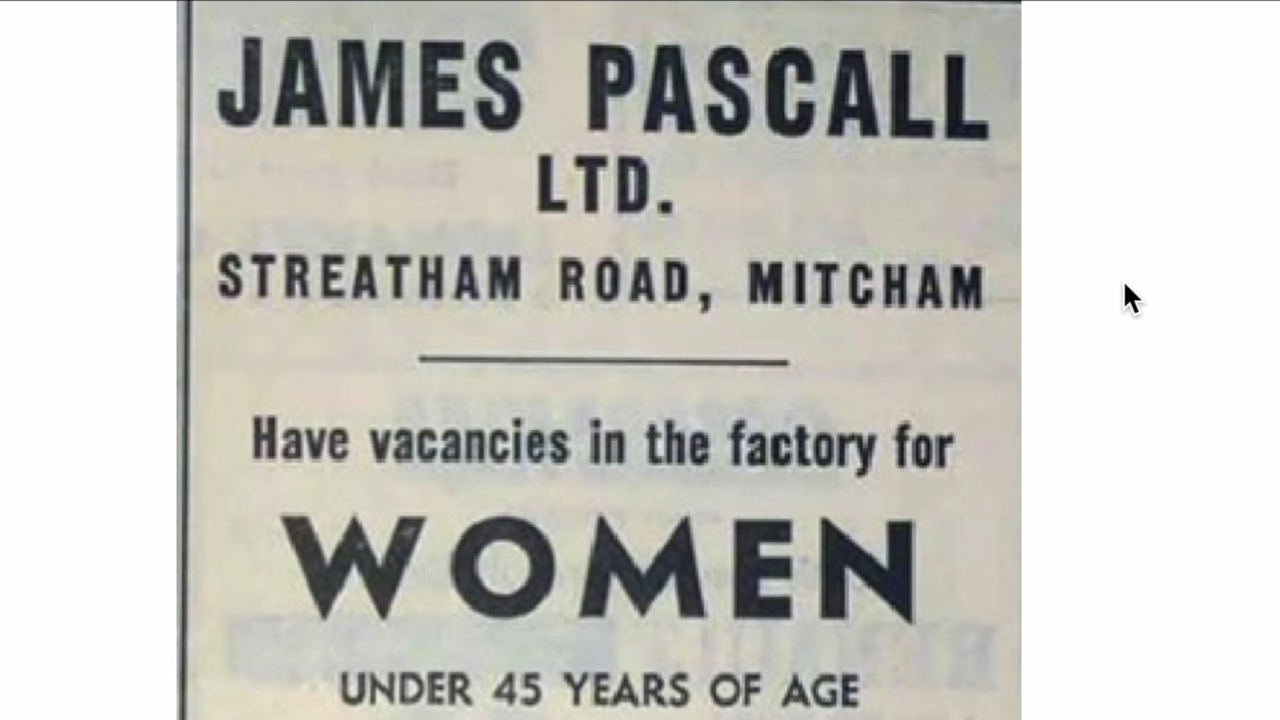 JAMES PASCALL
LTD.
STREATHAM ROAD, MITCHAM
Have vacancies in the factory for
WOMEN
UNDER 45 YEARS OF AGE